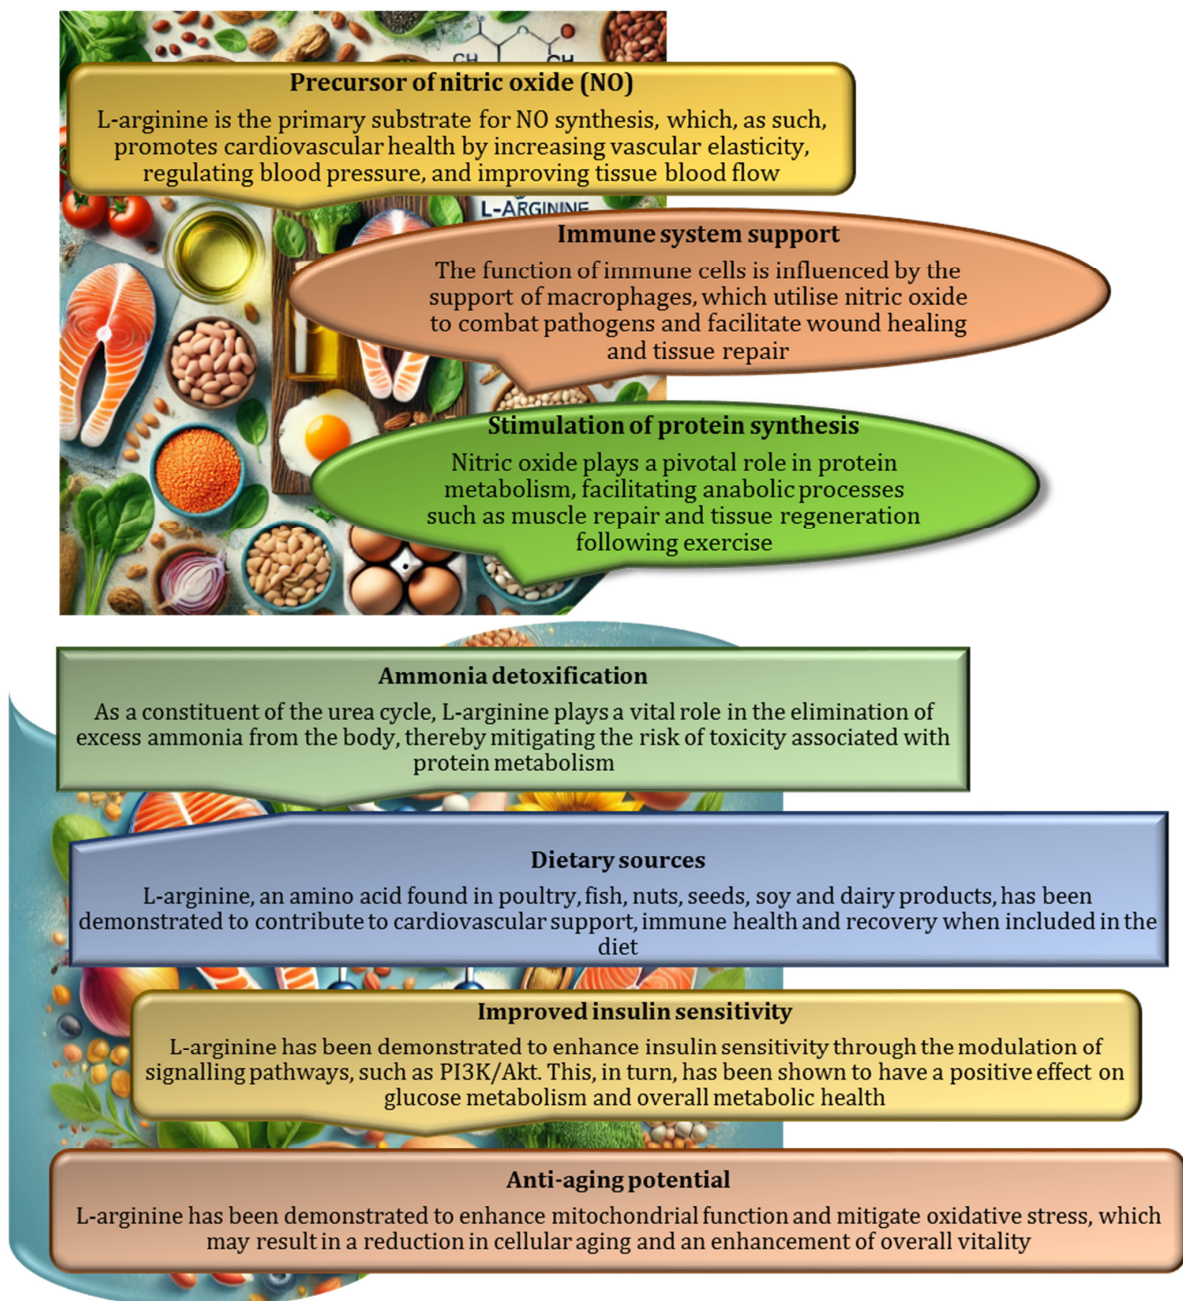 CH
CH
Precursor of nitric oxide (NO)
L-arginine is the primary substrate for NO synthesis, which, as such,
promotes cardiovascular health by increasing vascular elasticity,
regulating blood pressure, and improving tissue blood flow
L-ARGININE
Immune system support
The function of immune cells is influenced by the
support of macrophages, which utilise nitric oxide
to combat pathogens and facilitate wound healing
and tissue repair
Stimulation of protein synthesis
Nitric oxide plays a pivotal role in protein
metabolism, facilitating anabolic processes
such as muscle repair and tissue regeneration
following exercise
Ammonia detoxification
As a constituent of the urea cycle, L-arginine plays a vital role in the elimination of
excess ammonia from the body, thereby mitigating the risk of toxicity associated with
protein metabolism
Dietary sources
L-arginine, an amino acid found in poultry, fish, nuts, seeds, soy and dairy products, has been
demonstrated to contribute to cardiovascular support, immune health and recovery when included in the
diet
Improved insulin sensitivity
L-arginine has been demonstrated to enhance insulin sensitivity through the modulation of
signalling pathways, such as PI3K/Akt. This, in turn, has been shown to have a positive effect on
glucose metabolism and overall metabolic health
Anti-aging potential
L-arginine has been demonstrated to enhance mitochondrial function and mitigate oxidative stress, which
may result in a reduction in cellular aging and an enhancement of overall vitality